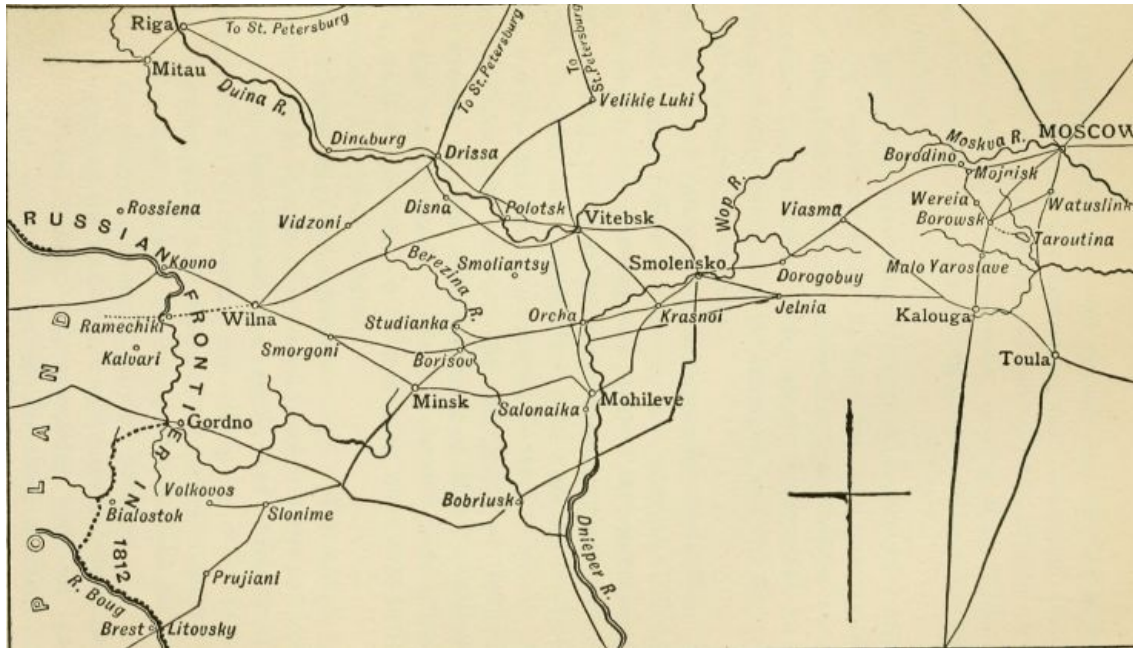 Riga
To St. Petersburg
To St. Petersburg
To St. Petersburg
Mitau
Duina R.
Velikie Luki
Dinaburg
Drissa
Moskva R.
MOSCOW
Borodino
Mojnisk
Rossiena
Vidzoni
Disna
Polotsk
Vitebsk
Wop R.
Viasma
Wereia
Borowsk
Watuslink
Taroutina
RUSSIAN FRONTIER IN 1812
Kovno
Berezina R.
Smoliantsy
Smolensko
Dorogobuy
Malo Yaroslave
Ramechiki
Wilna
Studianka
Orcha
Krasnoi
Jelnia
Kalouga
Kalvari
Smorgoni
Borisov
Toula
POLAND
Minsk
Salonaika
Mohileve
Gordno
Volkovos
Bialostok
Slonime
Bobriusk
Dnieper R.
Prujiani
R. Boug
Brest Litovsky